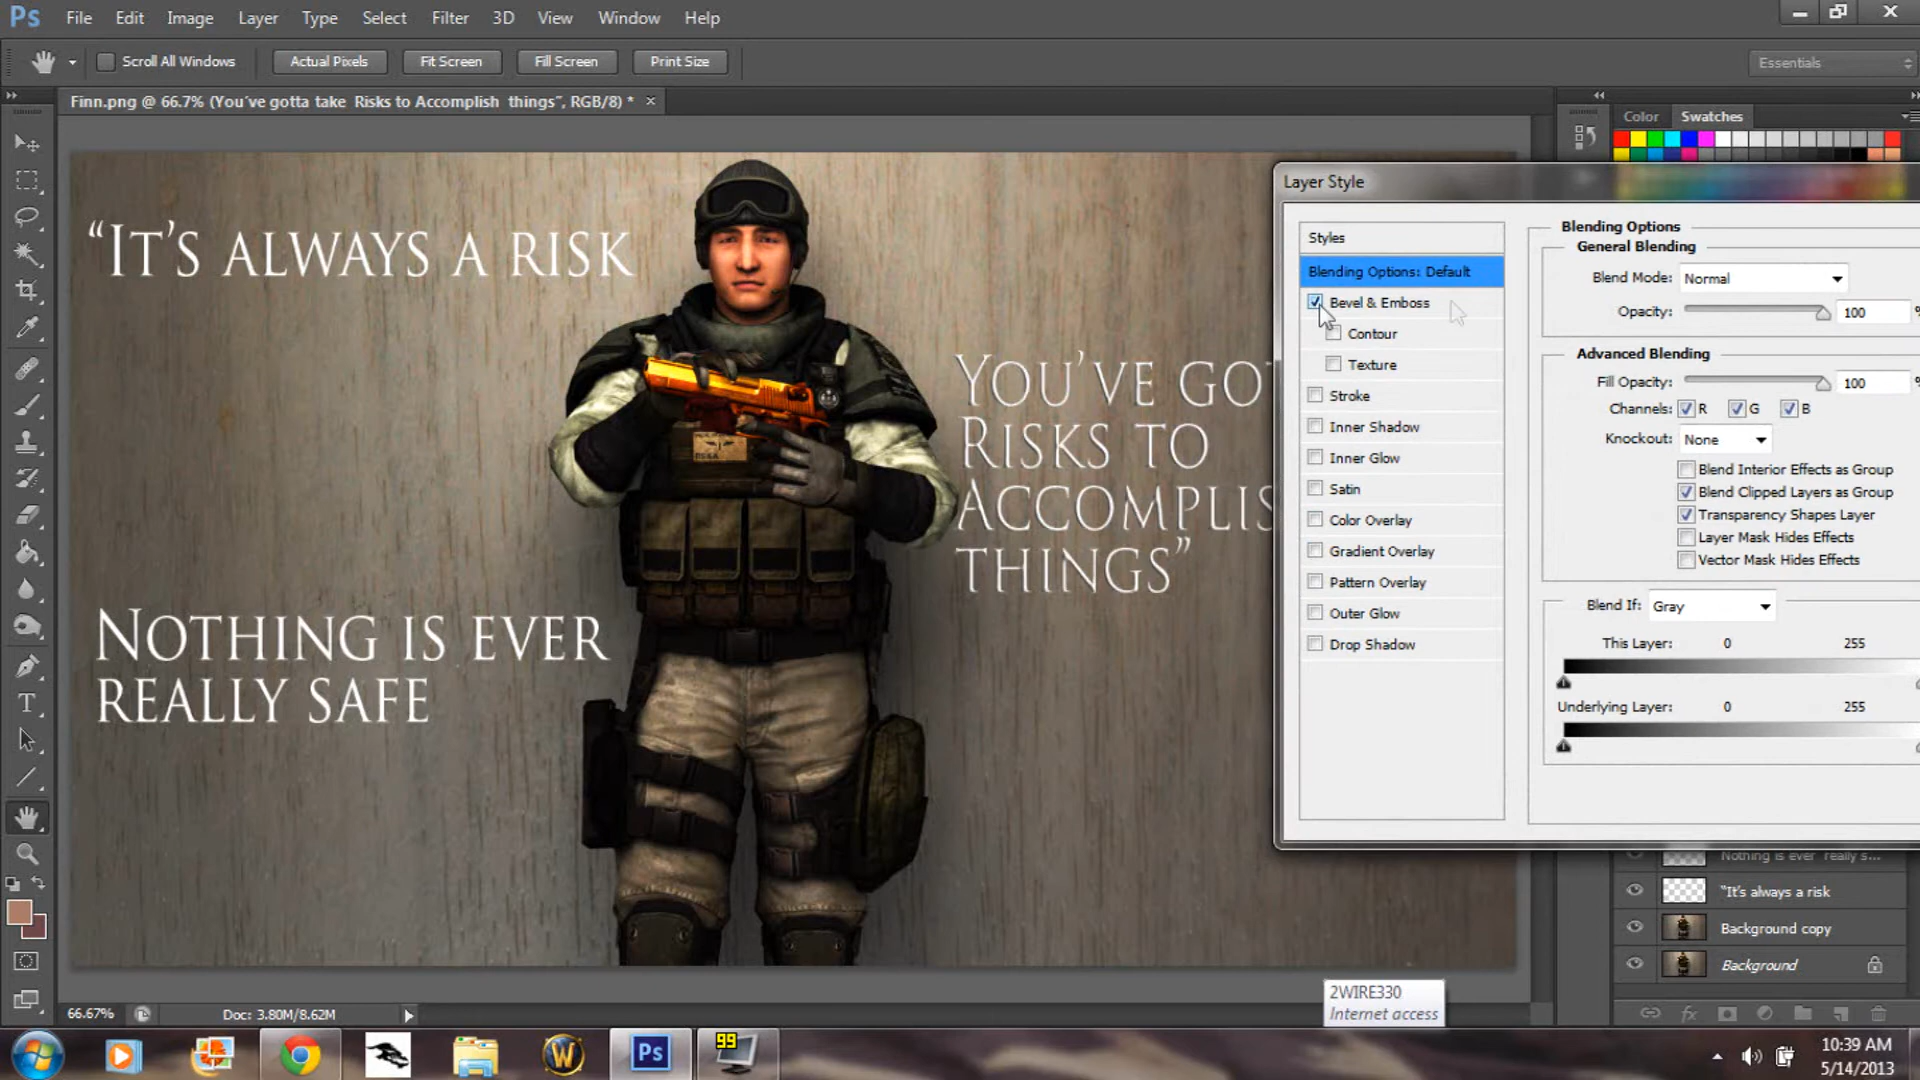 Ps File Edit Image Layer Type Select Filter 3D View Window Help
Scroll All Windows Actual Pixels Fit Screen Fill Screen Print Size Essentials
Finn.png @ 66.7% (You've gotta take Risks to Accomplish things", RGB/8) *
Color Swatches
"It's always a risk
Nothing is ever
really safe
You've got
Risks to
Accomplis
things"
Layer Style
Styles
Blending Options: Default
Bevel & Emboss
Contour
Texture
Stroke
Inner Shadow
Inner Glow
Satin
Color Overlay
Gradient Overlay
Pattern Overlay
Outer Glow
Drop Shadow
Blending Options
General Blending
Blend Mode: Normal
Opacity: 100 %
Advanced Blending
Fill Opacity: 100 %
Channels: R G B
Knockout: None
Blend Interior Effects as Group
Blend Clipped Layers as Group
Transparency Shapes Layer
Layer Mask Hides Effects
Vector Mask Hides Effects
Blend If: Gray
This Layer: 0 255
Underlying Layer: 0 255
Nothing is ever really s...
"It's always a risk
Background copy
Background
66.67% Doc: 3.80M/8.62M
2WIRE330
Internet access
W Ps 99
10:39 AM
5/14/2013